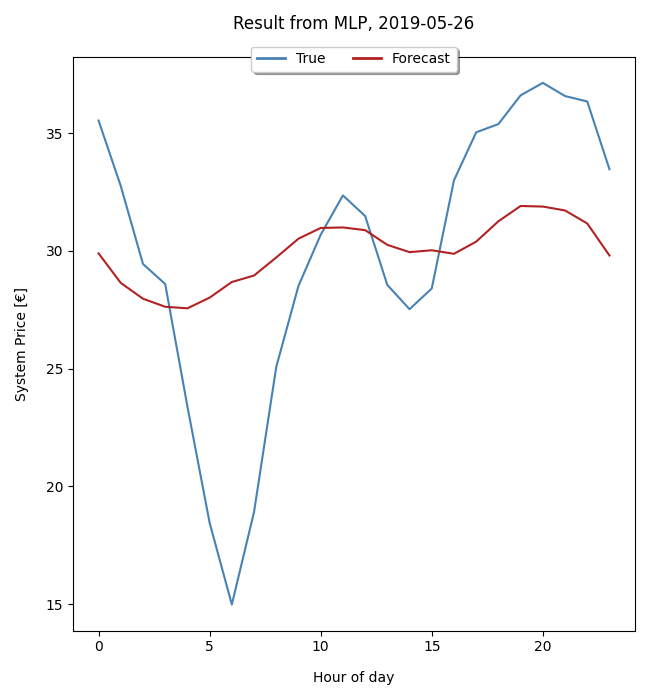 Result from MLP, 2019-05-26
True Forecast
35
30
25
20
15
System Price [€]
0 5 10 15 20
Hour of day